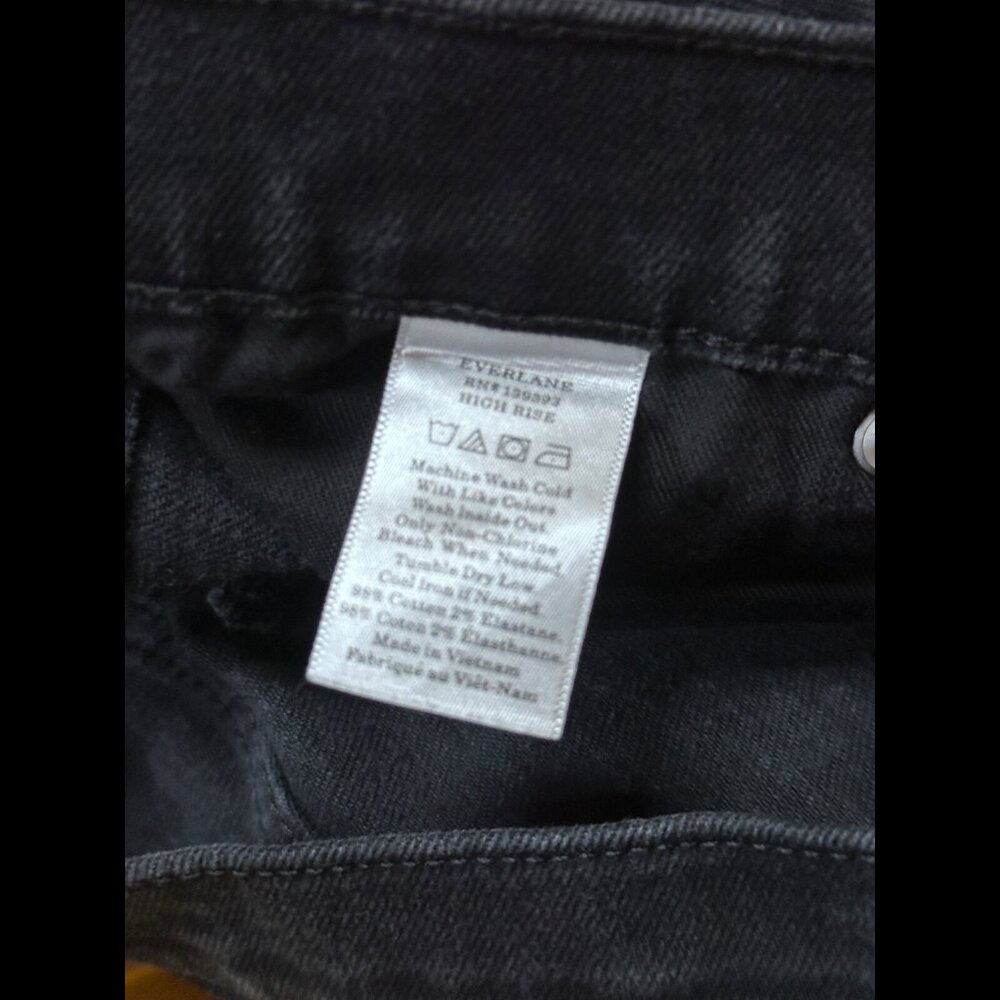 EVERLANE
RN# 139393
HIGH RISE
Machine Wash Cold
With Like Colors
Wash Inside Out
Only Non-Chlorine
Bleach When Needed
Tumble Dry Low
Cool Iron if Needed
98% Cotton 2% Elastane
98% Coton 2% Élasthanne
Made in Vietnam
Fabriqué au Việt-Nam